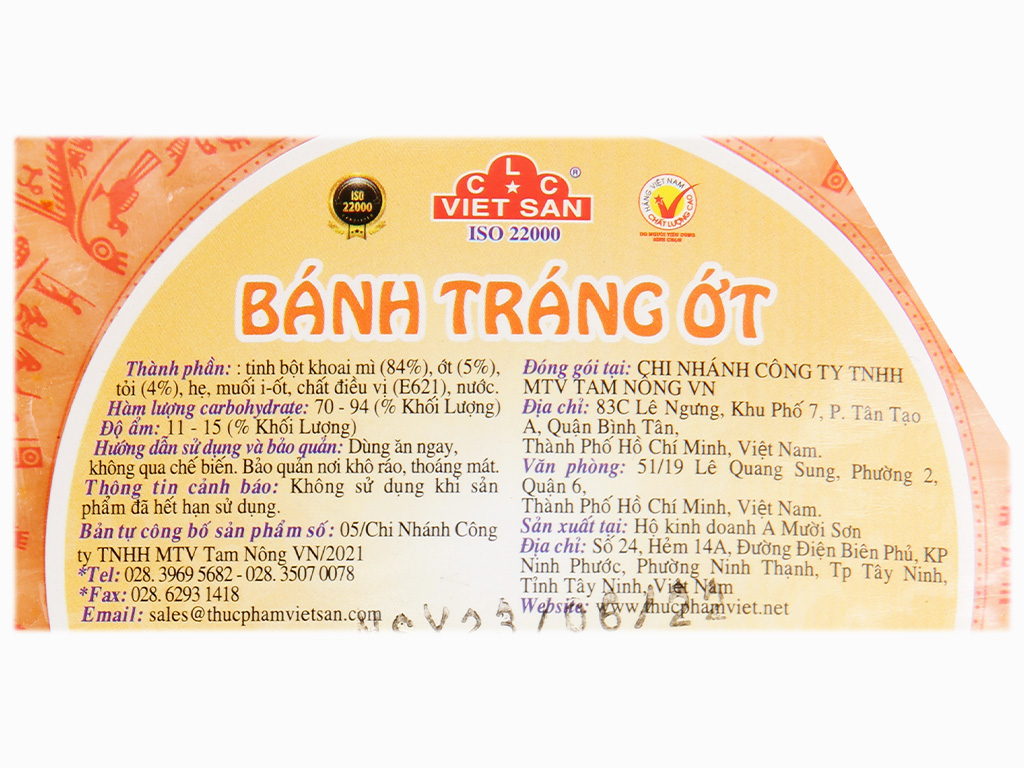 ISO
22000
CERTIFIED
L
C ★ C ®
VIET SAN
ISO 22000
HÀNG VIỆT NAM
CHẤT LƯỢNG CAO
DO NGƯỜI TIÊU DÙNG
BÌNH CHỌN
BÁNH TRÁNG ỚT
Thành phần: : tinh bột khoai mì (84%), ớt (5%),
tỏi (4%), hẹ, muối i-ốt, chất điều vị (E621), nước.
Hàm lượng carbohydrate: 70 - 94 (% Khối Lượng)
Độ ẩm: 11 - 15 (% Khối Lượng)
Hướng dẫn sử dụng và bảo quản: Dùng ăn ngay,
không qua chế biến. Bảo quản nơi khô ráo, thoáng mát.
Thông tin cảnh báo: Không sử dụng khi sản
phẩm đã hết hạn sử dụng.
Bản tự công bố sản phẩm số: 05/Chi Nhánh Công
ty TNHH MTV Tam Nông VN/2021
*Tel: 028. 3969 5682 - 028. 3507 0078
*Fax: 028. 6293 1418
Email: sales@thucphamvietsan.com
Đóng gói tại: CHI NHÁNH CÔNG TY TNHH
MTV TAM NÔNG VN
Địa chỉ: 83C Lê Ngưng, Khu Phố 7, P. Tân Tạo
A, Quận Bình Tân,
Thành Phố Hồ Chí Minh, Việt Nam.
Văn phòng: 51/19 Lê Quang Sung, Phường 2,
Quận 6,
Thành Phố Hồ Chí Minh, Việt Nam.
Sản xuất tại: Hộ kinh doanh A Mười Sơn
Địa chỉ: Số 24, Hẻm 14A, Đường Điện Biên Phủ, KP
Ninh Phước, Phường Ninh Thạnh, Tp Tây Ninh,
Tỉnh Tây Ninh, Việt Nam
Website: www.thucphamviet.net
23/06/22